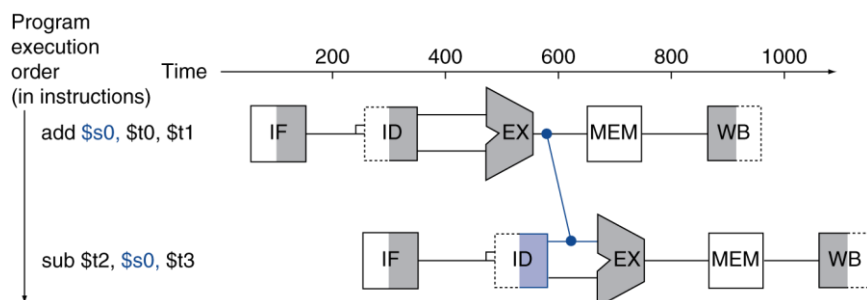 Program
execution
order
(in instructions)
Time
200 400 600 800 1000
add $s0, $t0, $t1
IF ID EX MEM WB
sub $t2, $s0, $t3
IF ID EX MEM WB